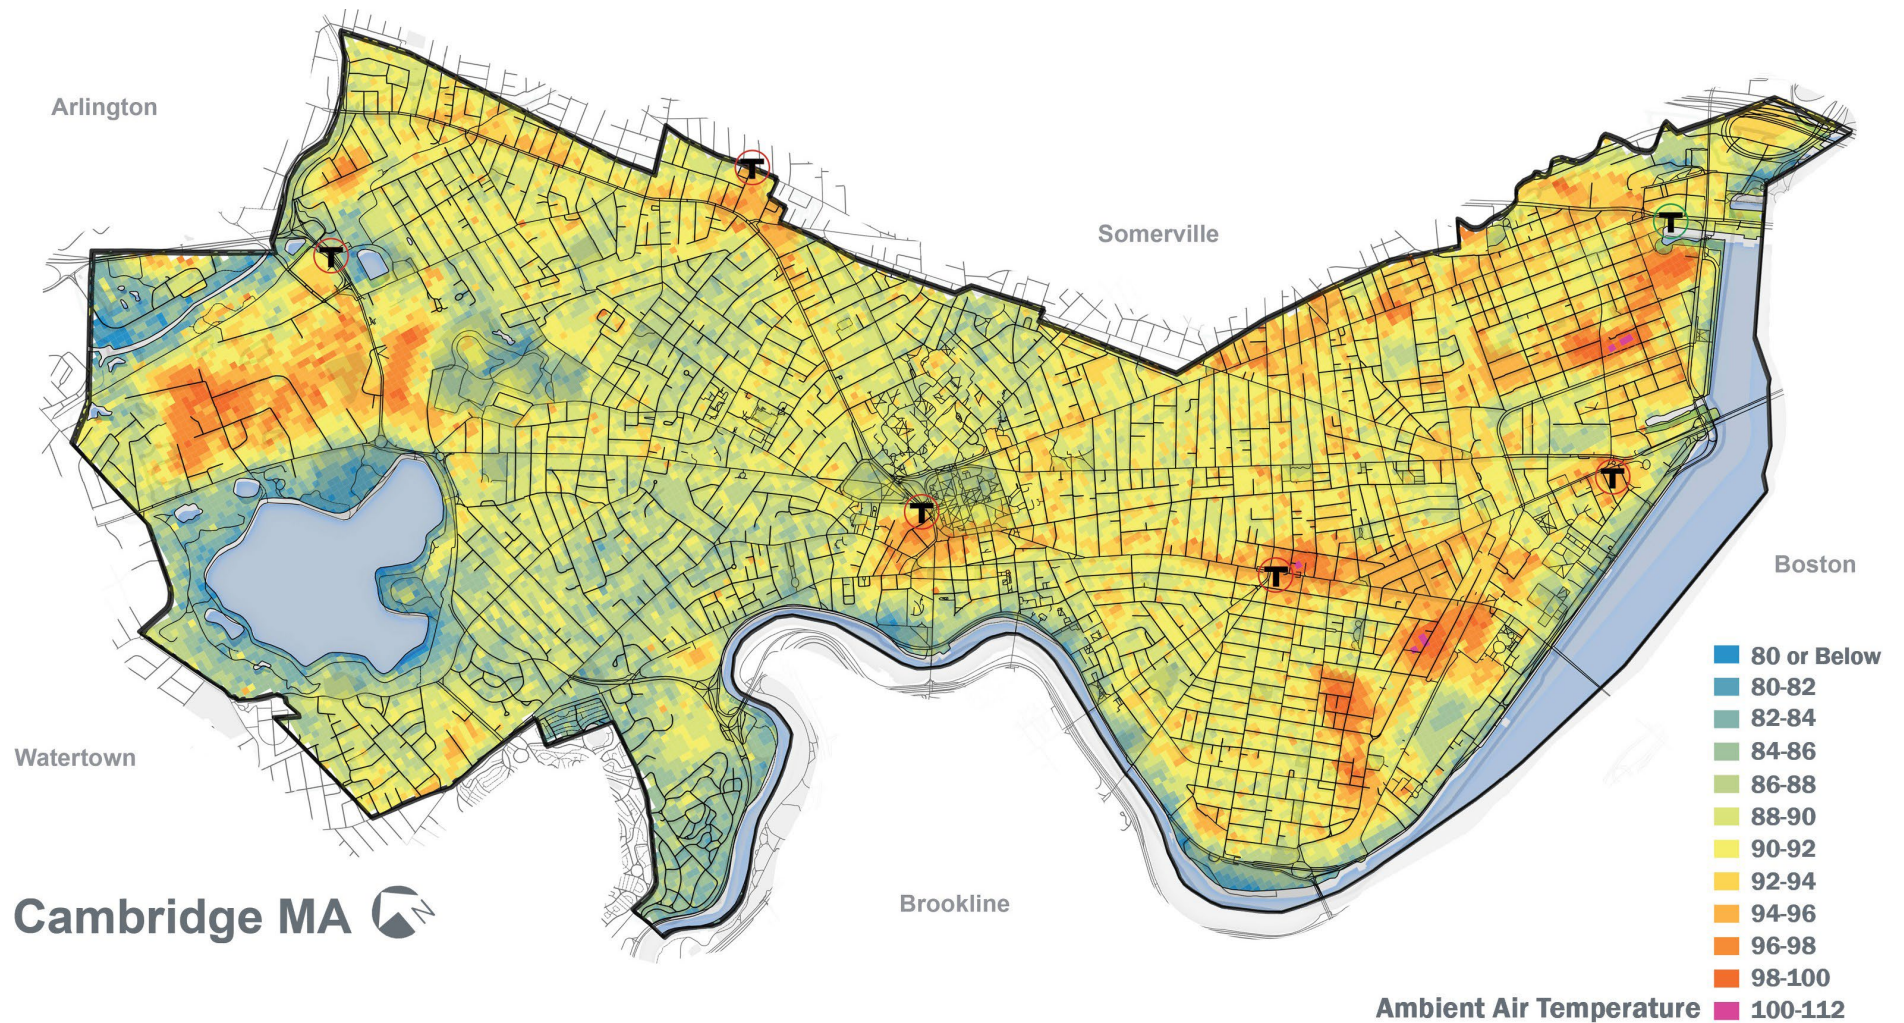 Arlington
Somerville
T
T
T
T
T
T
Boston
Watertown
Brookline
Cambridge MA
N
80 or Below
80-82
82-84
84-86
86-88
88-90
90-92
92-94
94-96
96-98
98-100
Ambient Air Temperature 100-112